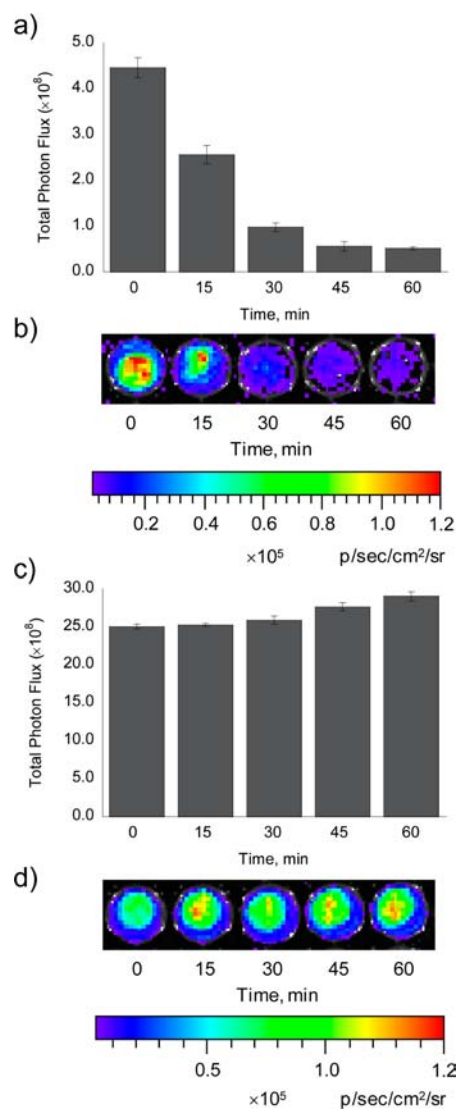 a)
Total Photon Flux (×10⁸)
5.0
4.0
3.0
2.0
1.0
0.0
0 15 30 45 60
Time, min
b)
0 15 30 45 60
Time, min
0.2 0.4 0.6 0.8 1.0 1.2
×10⁵ p/sec/cm²/sr
c)
Total Photon Flux (×10⁸)
30.0
25.0
20.0
15.0
10.0
5.0
0.0
0 15 30 45 60
Time, min
d)
0 15 30 45 60
Time, min
0.5 1.0 1.2
×10⁵ p/sec/cm²/sr